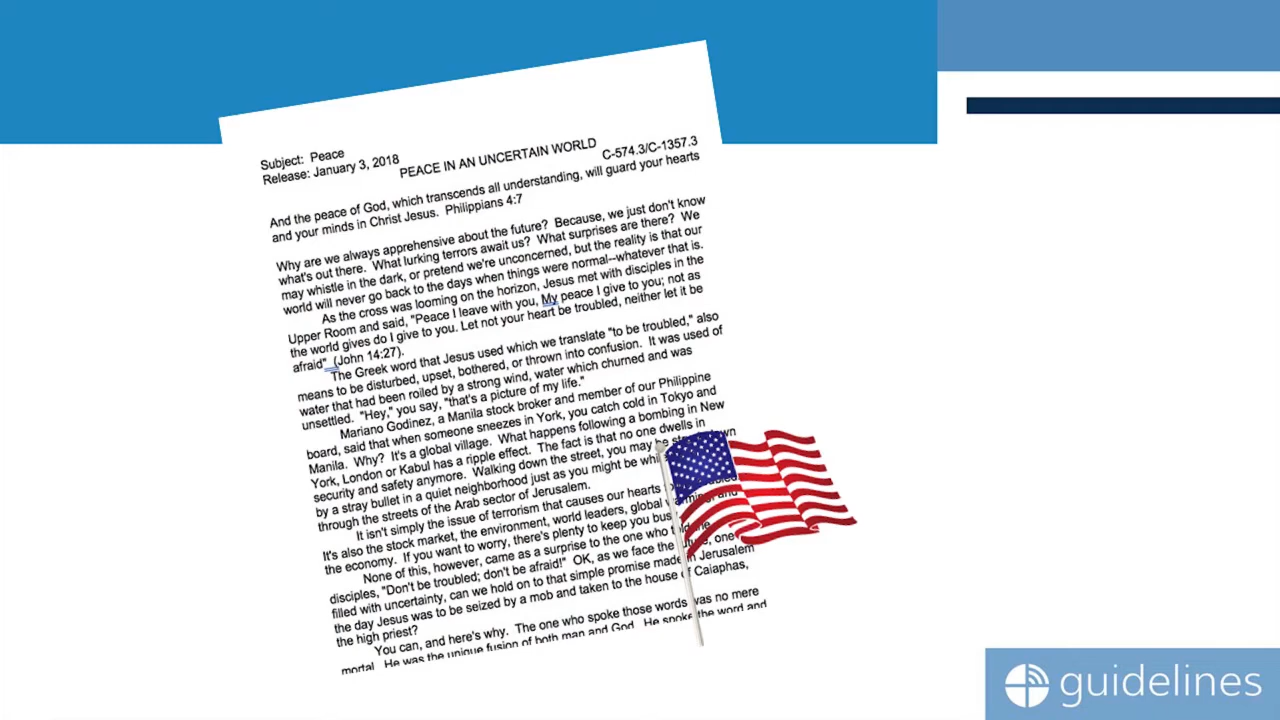 Subject: Peace
Release: January 3, 2018
PEACE IN AN UNCERTAIN WORLD
C-574.3/C-1357.3
And the peace of God, which transcends all understanding, will guard your hearts
and your minds in Christ Jesus. Philippians 4:7
Why are we always apprehensive about the future? Because, we just don't know
what's out there. What lurking terrors await us? What surprises are there? We
may whistle in the dark, or pretend we're unconcerned, but the reality is that our
world will never go back to the days when things were normal--whatever that is.
As the cross was looming on the horizon, Jesus met with disciples in the
Upper Room and said, "Peace I leave with you, My peace I give to you; not as
the world gives do I give to you. Let not your heart be troubled, neither let it be
afraid" (John 14:27).
The Greek word that Jesus used which we translate "to be troubled," also
means to be disturbed, upset, bothered, or thrown into confusion. It was used of
water that had been roiled by a strong wind, water which churned and was
unsettled. "Hey," you say, "that's a picture of my life."
Mariano Godinez, a Manila stock broker and member of our Philippine
board, said that when someone sneezes in York, you catch cold in Tokyo and
Manila. Why? It's a global village. What happens following a bombing in New
York, London or Kabul has a ripple effect. The fact is that no one dwells in
security and safety anymore. Walking down the street, you may be
by a stray bullet in a quiet neighborhood just as you might be
through the streets of the Arab sector of Jerusalem.
It isn't simply the issue of terrorism that causes our hearts
It's also the stock market, the environment, world leaders, global and
the economy. If you want to worry, there's plenty to keep you busy
None of this, however, came as a surprise to the one who told
disciples, "Don't be troubled; don't be afraid!" OK, as we face the future, one
filled with uncertainty, can we hold on to that simple promise made in Jerusalem
the day Jesus was to be seized by a mob and taken to the house of Caiaphas,
the high priest?
You can, and here's why. The one who spoke those words was no mere
mortal. He was the unique fusion of both man and God. He spoke the word and
guidelines